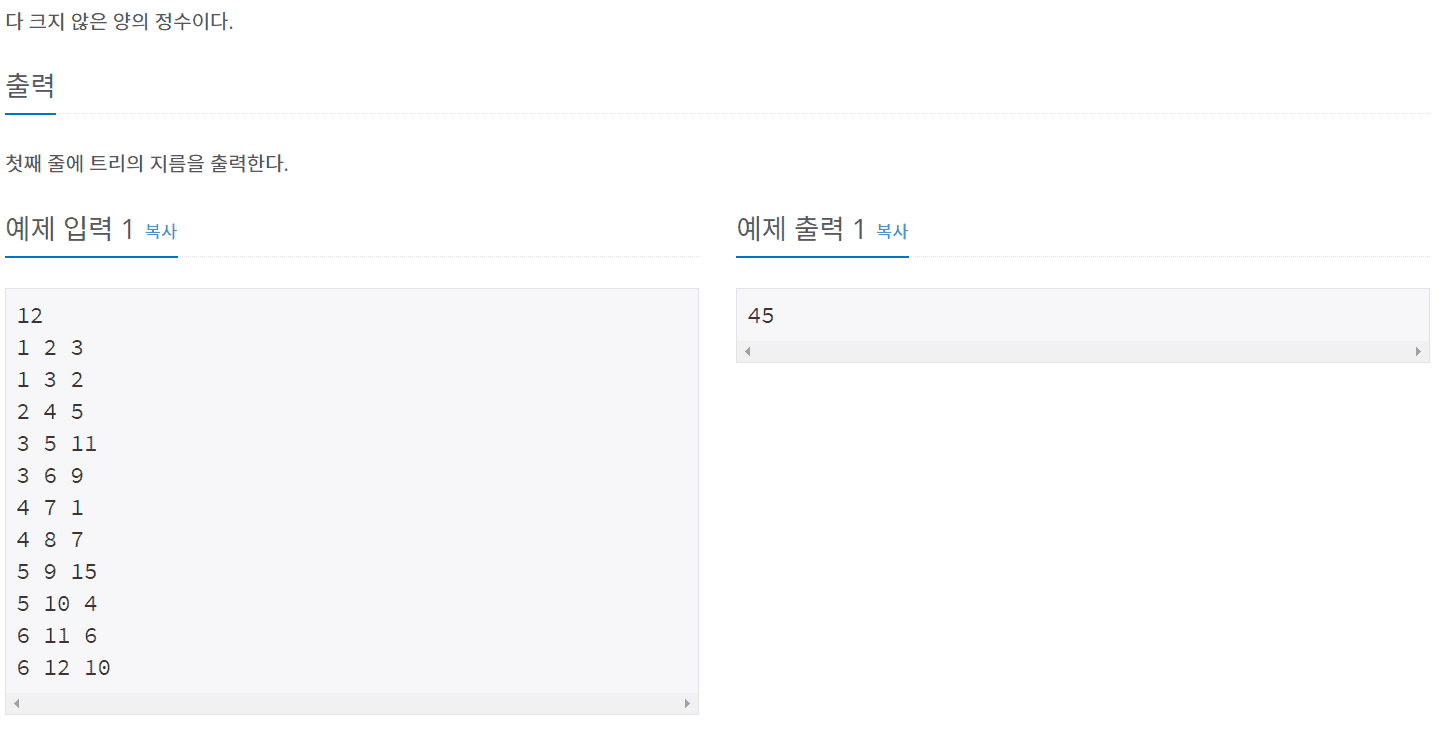 다 크지 않은 양의 정수이다.
출력
첫째 줄에 트리의 지름을 출력한다.
예제 입력 1 복사
12
1 2 3
1 3 2
2 4 5
3 5 11
3 6 9
4 7 1
4 8 7
5 9 15
5 10 4
6 11 6
6 12 10
예제 출력 1 복사
45